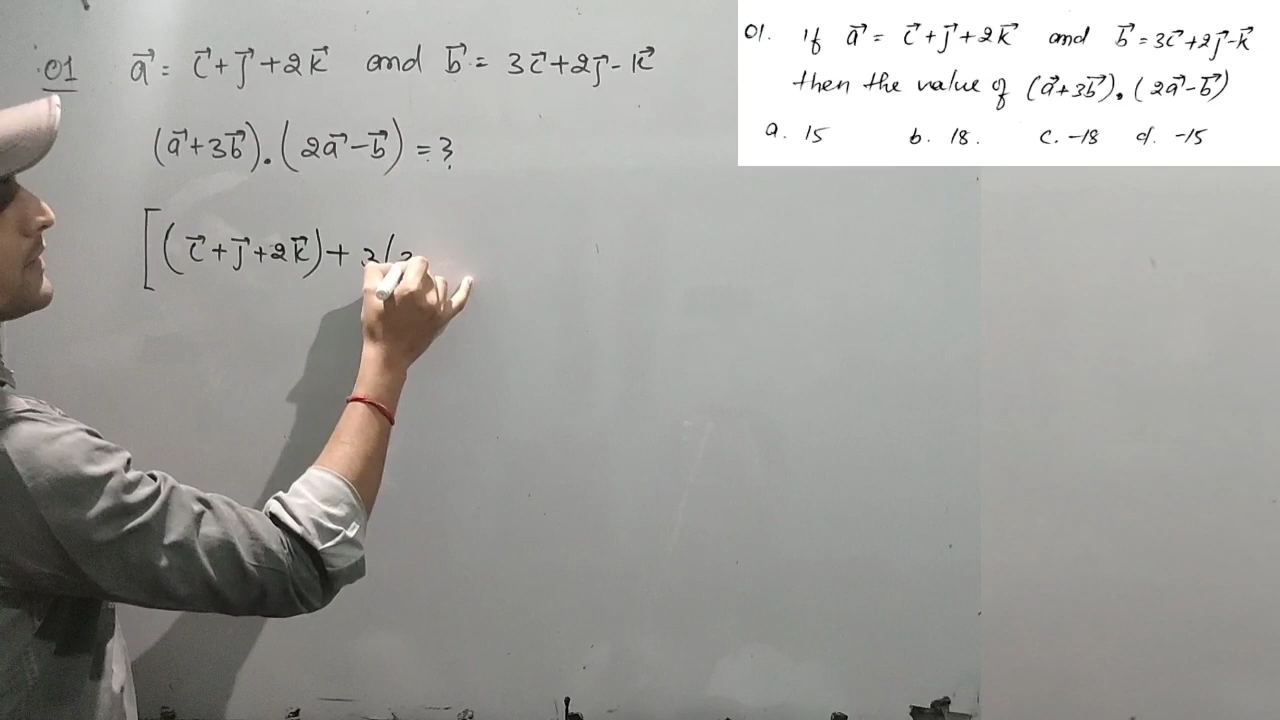 01 a⃗ = i⃗ + j⃗ + 2k⃗ and b⃗ = 3i⃗ + 2j⃗ - k⃗
(a⃗ + 3b⃗).(2a⃗ - b⃗) = ?
[(i⃗ + j⃗ + 2k⃗) + 3(3
01. If a⃗ = i⃗ + j⃗ + 2k⃗ and b⃗ = 3i⃗ + 2j⃗ - k⃗
then the value of (a⃗ + 3b⃗).(2a⃗ - b⃗)
a. 15 b. 18. c. -18 d. -15